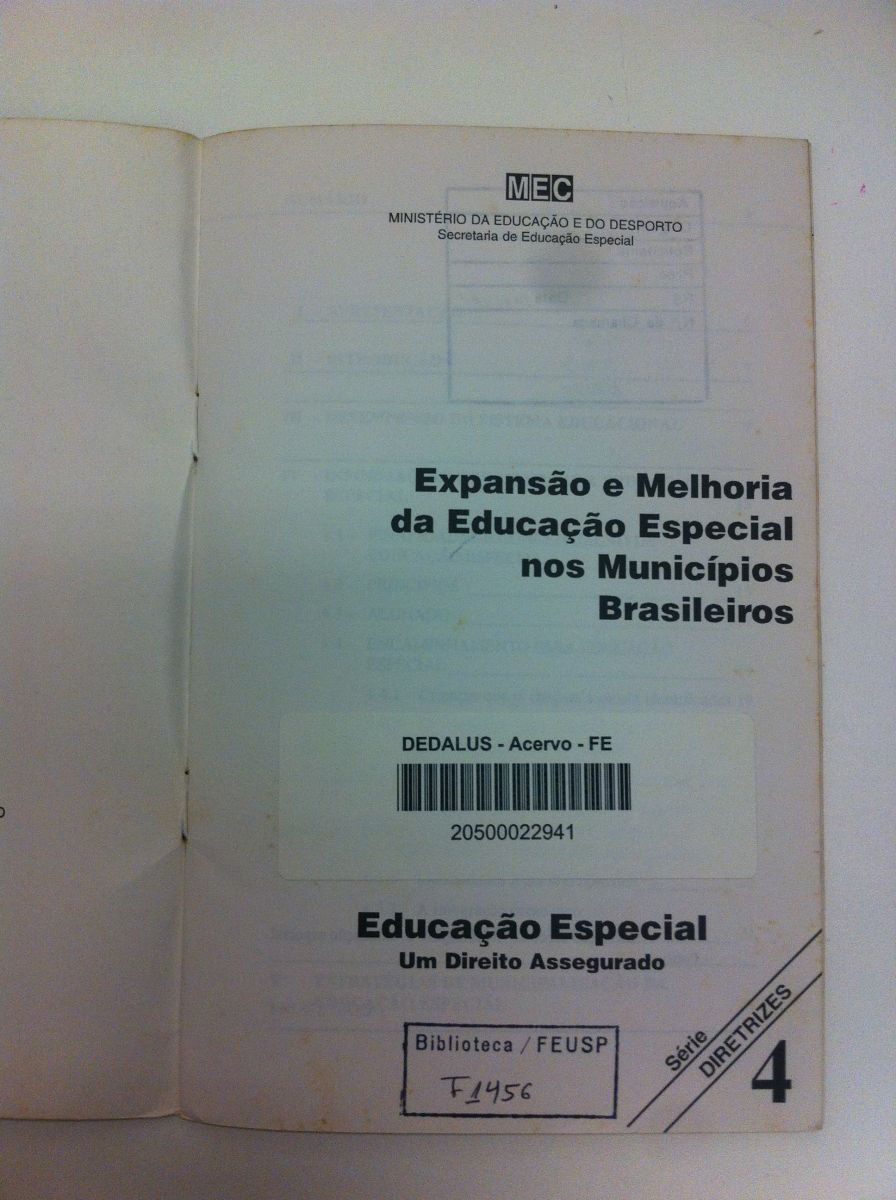 MEC
MINISTÉRIO DA EDUCAÇÃO E DO DESPORTO
Secretaria de Educação Especial
Expansão e Melhoria
da Educação Especial
nos Municípios
Brasileiros
DEDALUS - Acervo - FE
20500022941
Educação Especial
Um Direito Assegurado
Série
DIRETRIZES
4
Biblioteca / FEUSP
F1456